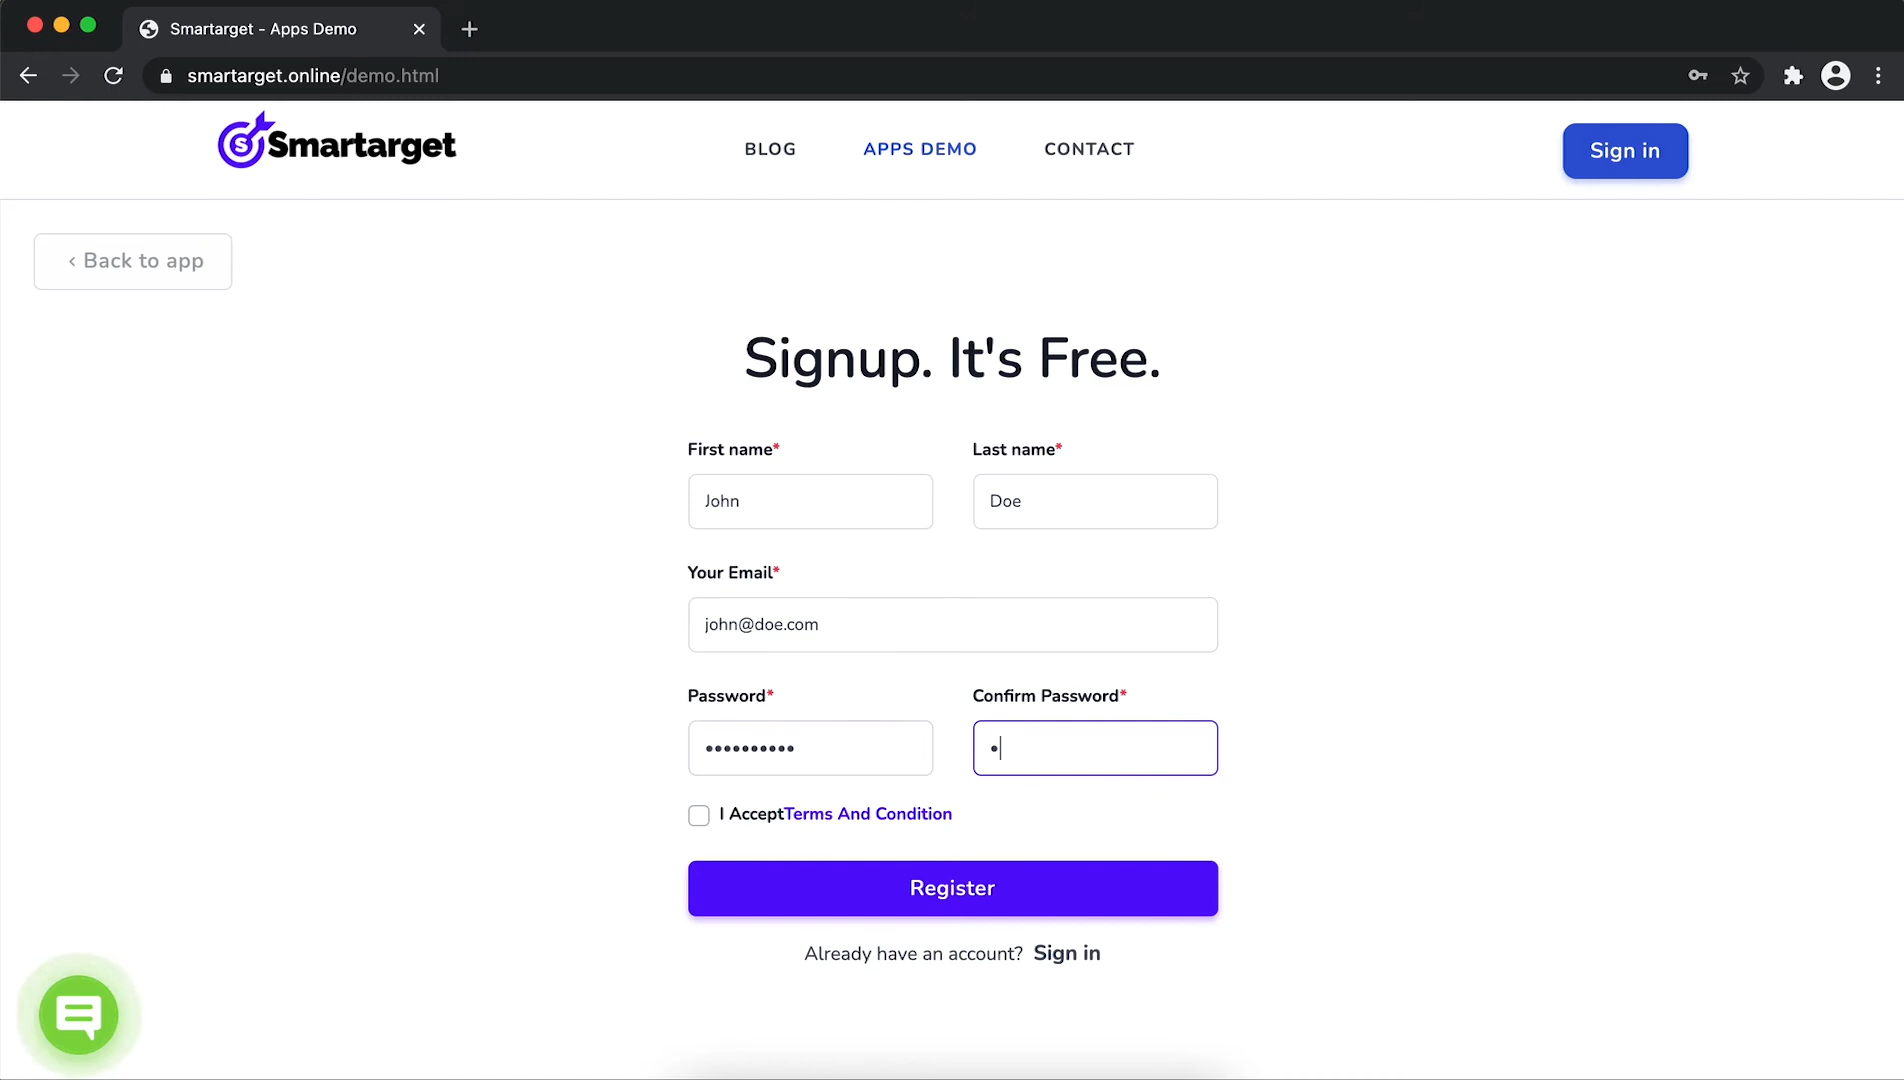 Smartarget - Apps Demo
smartarget.online/demo.html
Smartarget
BLOG
APPS DEMO
CONTACT
Sign in
‹ Back to app
Signup. It's Free.
First name*
Last name*
John
Doe
Your Email*
john@doe.com
Password*
Confirm Password*
••••••••••
•
I AcceptTerms And Condition
Register
Already have an account? Sign in